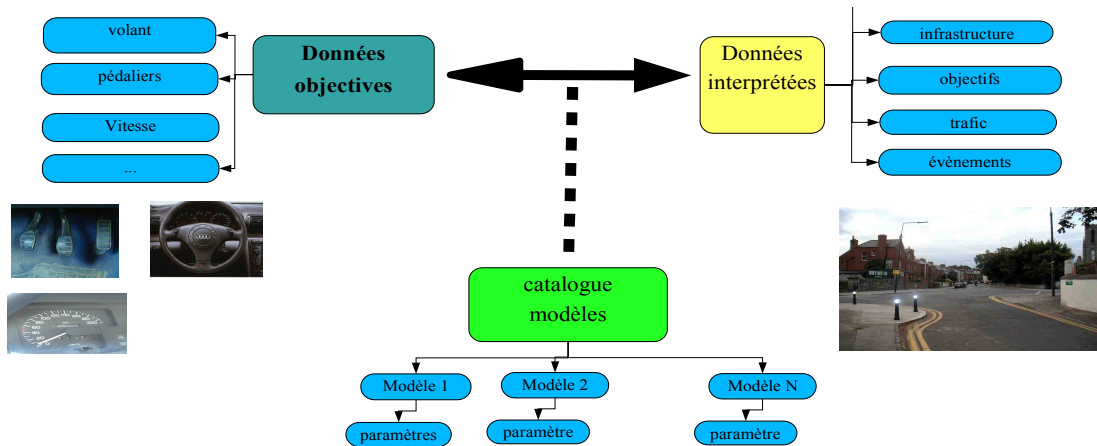 volant
pédaliers
Vitesse
...
Données
objectives
Données
interprétées
infrastructure
objectifs
trafic
évènements
catalogue
modèles
Modèle 1
Modèle 2
Modèle N
paramètres
paramètre
paramètre